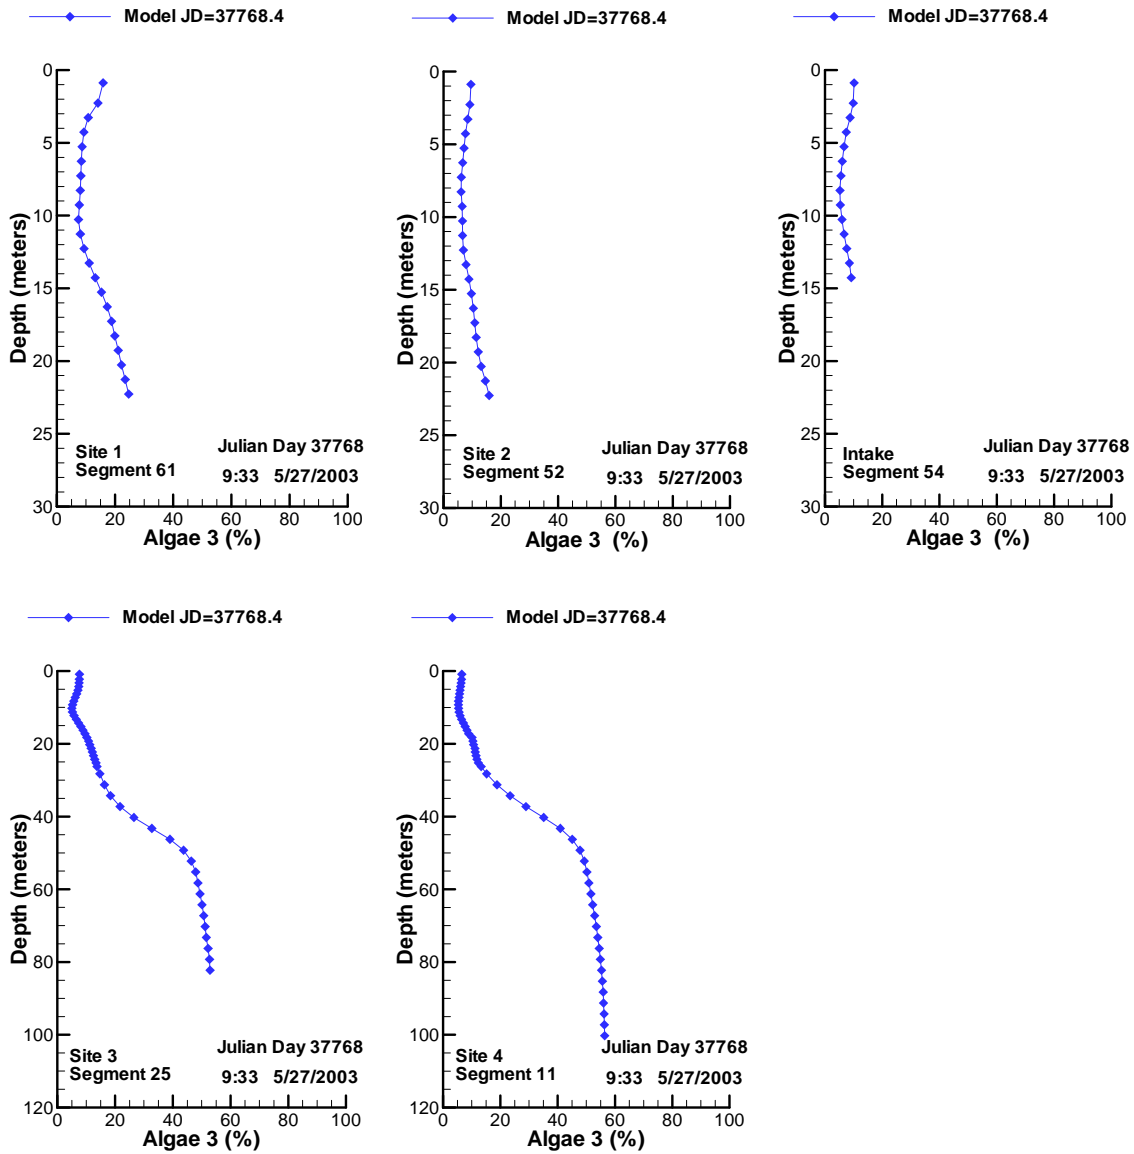 Model JD=37768.4
0
5
10
15
20
25
30
Depth (meters)
Site 1
Segment 61
Julian Day 37768
9:33 5/27/2003
0 20 40 60 80 100
Algae 3 (%)
Model JD=37768.4
0
5
10
15
20
25
30
Depth (meters)
Site 2
Segment 52
Julian Day 37768
9:33 5/27/2003
0 20 40 60 80 100
Algae 3 (%)
Model JD=37768.4
0
5
10
15
20
25
30
Depth (meters)
Intake
Segment 54
Julian Day 37768
9:33 5/27/2003
0 20 40 60 80 100
Algae 3 (%)
Model JD=37768.4
0
20
40
60
80
100
120
Depth (meters)
Site 3
Segment 25
Julian Day 37768
9:33 5/27/2003
0 20 40 60 80 100
Algae 3 (%)
Model JD=37768.4
0
20
40
60
80
100
120
Depth (meters)
Site 4
Segment 11
Julian Day 37768
9:33 5/27/2003
0 20 40 60 80 100
Algae 3 (%)